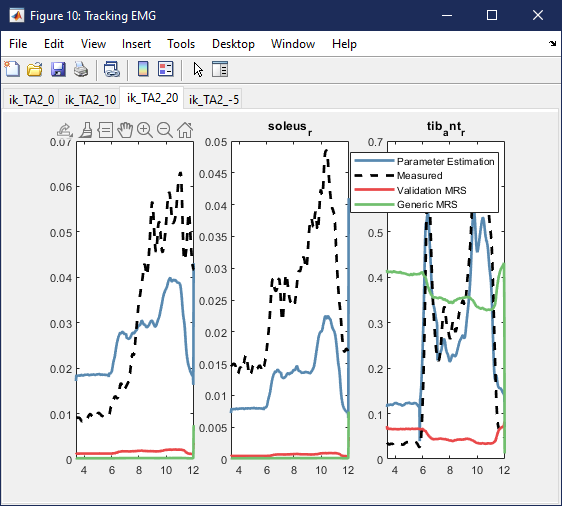 Figure 10: Tracking EMG
File Edit View Insert Tools Desktop Window Help
ik_TA2_0 ik_TA2_10 ik_TA2_20 ik_TA2_-5
soleus_r tib_ant_r
0.07 0.05 0.7
Parameter Estimation
Measured
Validation MRS
Generic MRS
0.045
0.06
0.04
0.05
0.035
0.04 0.03 0.4
0.025
0.03 0.3
0.02
0.02 0.2
0.015
0.01
0.01 0.1
0.005
0 0 0
4 6 8 10 12 4 6 8 10 12 4 6 8 10 12